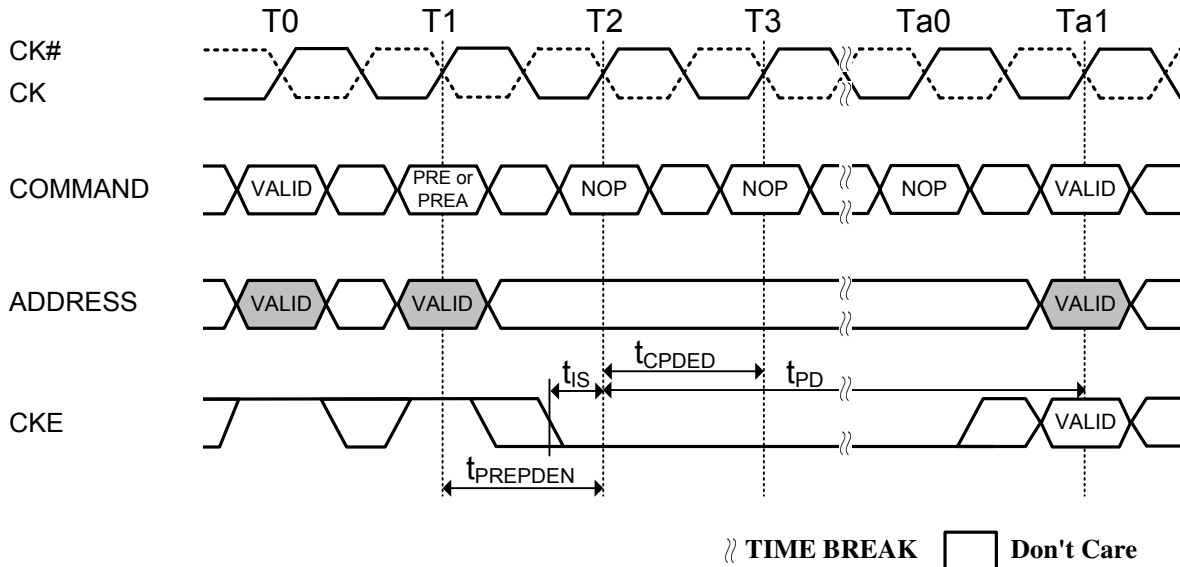 T0 T1 T2 T3 Ta0 Ta1
CK#
CK
COMMAND VALID PRE or PREA NOP NOP NOP VALID
ADDRESS VALID VALID VALID
tIS tCPDED tPD
CKE VALID
tPREPDEN
TIME BREAK Don't Care